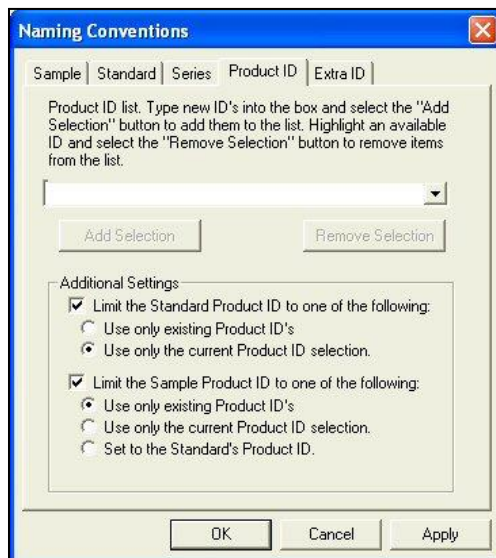 Naming Conventions
Sample Standard Series Product ID Extra ID
Product ID list. Type new ID's into the box and select the "Add
Selection" button to add them to the list. Highlight an available
ID and select the "Remove Selection" button to remove items
from the list.
Add Selection Remove Selection
Additional Settings
Limit the Standard Product ID to one of the following:
Use only existing Product ID's
Use only the current Product ID selection.
Limit the Sample Product ID to one of the following:
Use only existing Product ID's
Use only the current Product ID selection.
Set to the Standard's Product ID.
OK Cancel Apply